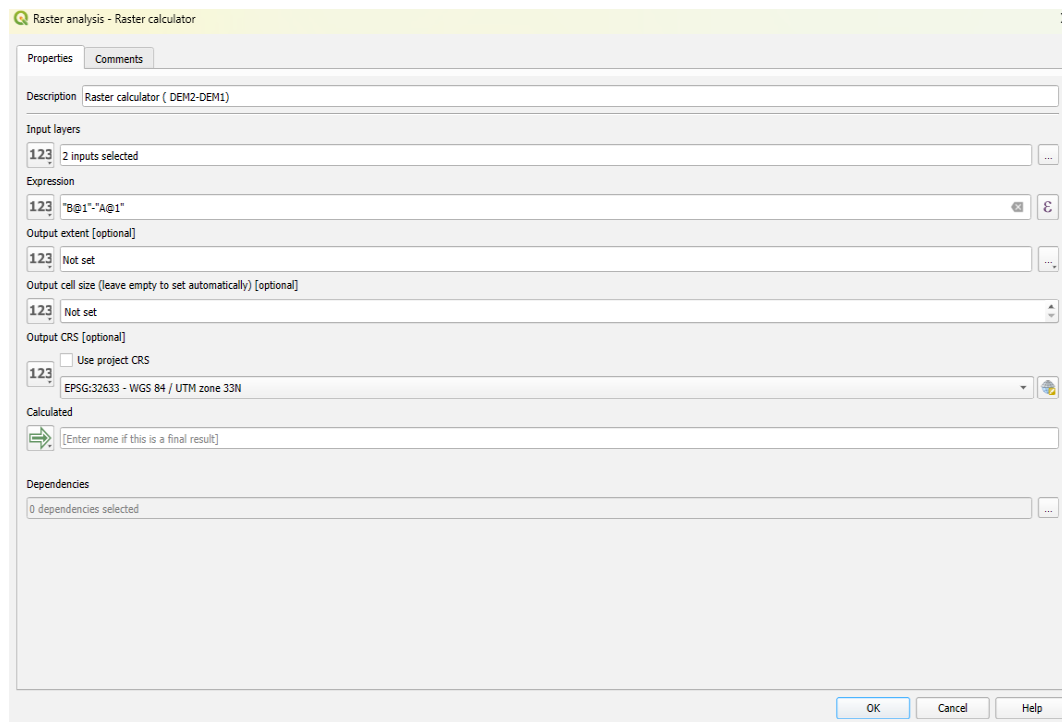 Raster analysis - Raster calculator
Properties Comments
Description Raster calculator ( DEM2-DEM1)
Input layers
123 2 inputs selected ...
Expression
123 "B@1"-"A@1" ε
Output extent [optional]
123 Not set ...
Output cell size (leave empty to set automatically) [optional]
123 Not set
Output CRS [optional]
Use project CRS
123
EPSG:32633 - WGS 84 / UTM zone 33N
Calculated
[Enter name if this is a final result]
Dependencies
0 dependencies selected ...
OK Cancel Help